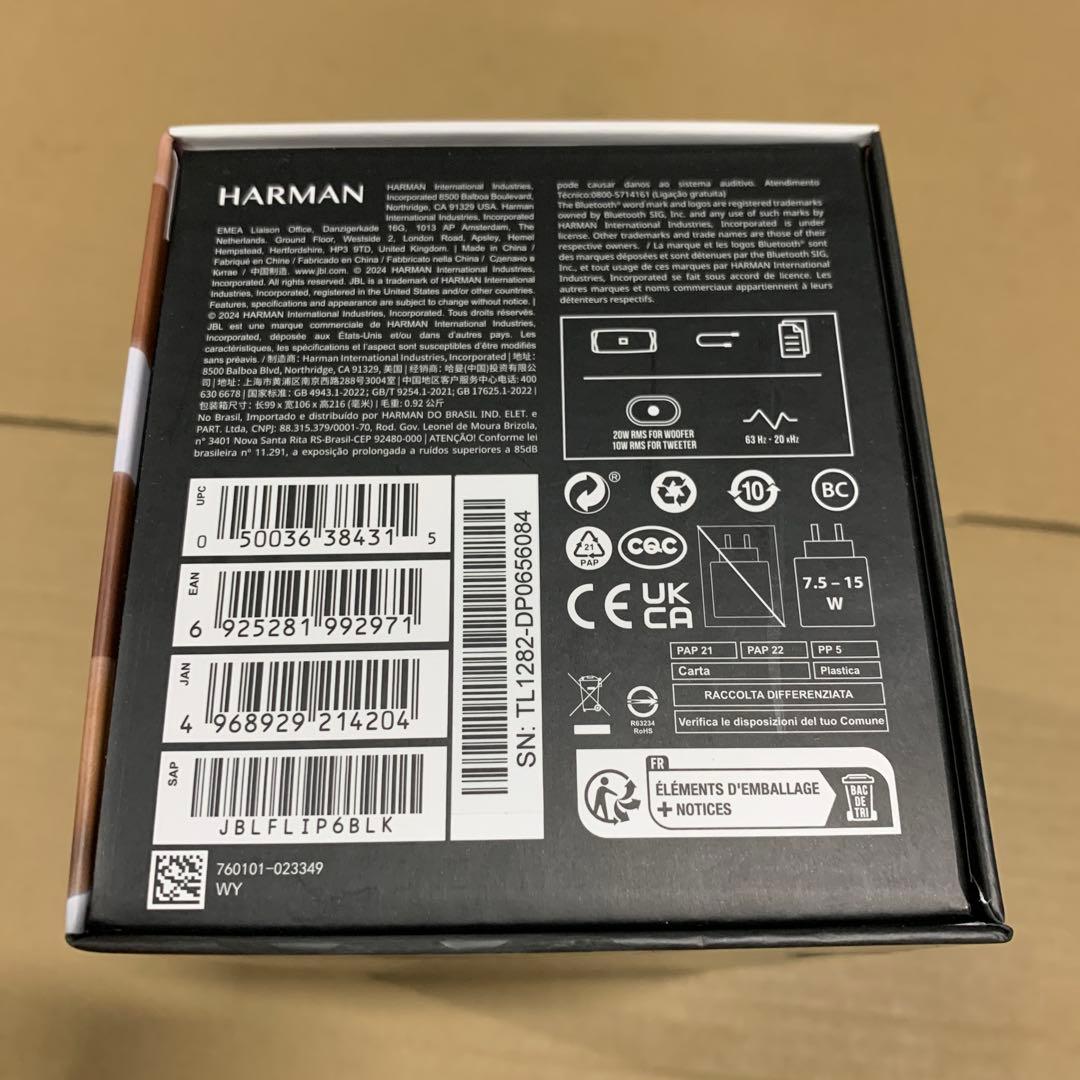 HARMAN
HARMAN International Industries,
Incorporated 8500 Balboa Boulevard,
Northridge, CA 91329 USA. Harman
International Industries, Incorporated
EMEA Liaison Office, Danzigerkade 16G, 1013 AP Amsterdam, The
Netherlands. Ground Floor, Westside 2, London Road, Apsley, Hemel
Hempstead, Hertfordshire, HP3 9TD, United Kingdom. | Made in China /
Fabriqué en Chine / Fabricado en China / Fabbricato nella China / Сделано в
Китае / 中国制造. www.jbl.com. © 2024 HARMAN International Industries,
Incorporated. All rights reserved. JBL is a trademark of HARMAN International
Industries, Incorporated, registered in the United States and/or other countries.
Features, specifications and appearance are subject to change without notice. |
© 2024 HARMAN International Industries, Incorporated. Tous droits réservés.
JBL est une marque commerciale de HARMAN International Industries,
Incorporated, déposée aux États-Unis et/ou dans d'autres pays. Les
caractéristiques, les spécifications et l'aspect sont susceptibles d'être modifiés
sans préavis. / 制造商: Harman International Industries, Incorporated | 地址:
8500 Balboa Blvd, Northridge, CA 91329, 美国 | 经销商: 哈曼(中国)投资有限公
司 | 地址: 上海市黄浦区南京西路288号3004室 | 中国地区客户服务中心电话: 400
630 6678 | 国家标准: GB 4943.1-2022; GB/T 9254.1-2021; GB 17625.1-2022 |
包装箱尺寸: 长99 x 宽106 x 高216 (毫米) | 毛重: 0.92 公斤
No Brasil, Importado e distribuído por HARMAN DO BRASIL IND. ELET. e
PART. Ltda, CNPJ: 88.315.379/0001-70, Rod. Gov. Leonel de Moura Brizola,
n° 3401 Nova Santa Rita RS-Brasil-CEP 92480-000 | ATENÇÃO! Conforme lei
brasileira n° 11.291, a exposição prolongada a ruídos superiores a 85dB
pode causar danos ao sistema auditivo. Atendimento
Técnico:0800-5714161 (Ligação gratuita)
The Bluetooth® word mark and logos are registered trademarks
owned by Bluetooth SIG, Inc. and any use of such marks by
HARMAN International Industries, Incorporated is under
license. Other trademarks and trade names are those of their
respective owners. / La marque et les logos Bluetooth® sont
des marques déposées et sont détenues par the Bluetooth SIG,
Inc., et tout usage de ces marques par HARMAN International
Industries, Incorporated se fait sous accord de licence. Les
autres marques et noms commerciaux appartiennent à leurs
détenteurs respectifs.
20W RMS FOR WOOFER
10W RMS FOR TWEETER
63 Hz - 20 kHz
®
10
BC
21
PAP
CQC
CE
UK
CA
7.5 – 15
W
PAP 21
PAP 22
PP 5
Carta
Plastica
RACCOLTA DIFFERENZIATA
Verifica le disposizioni del tuo Comune
R63234
RoHS
FR
ÉLÉMENTS D'EMBALLAGE
+ NOTICES
BAC
DE
TRI
UPC
0 50036 38431 5
EAN
6 925281 992971
JAN
4 968929 214204
SAP
JBLFLIP6BLK
SN: TL1282-DP0656084
760101-023349
WY